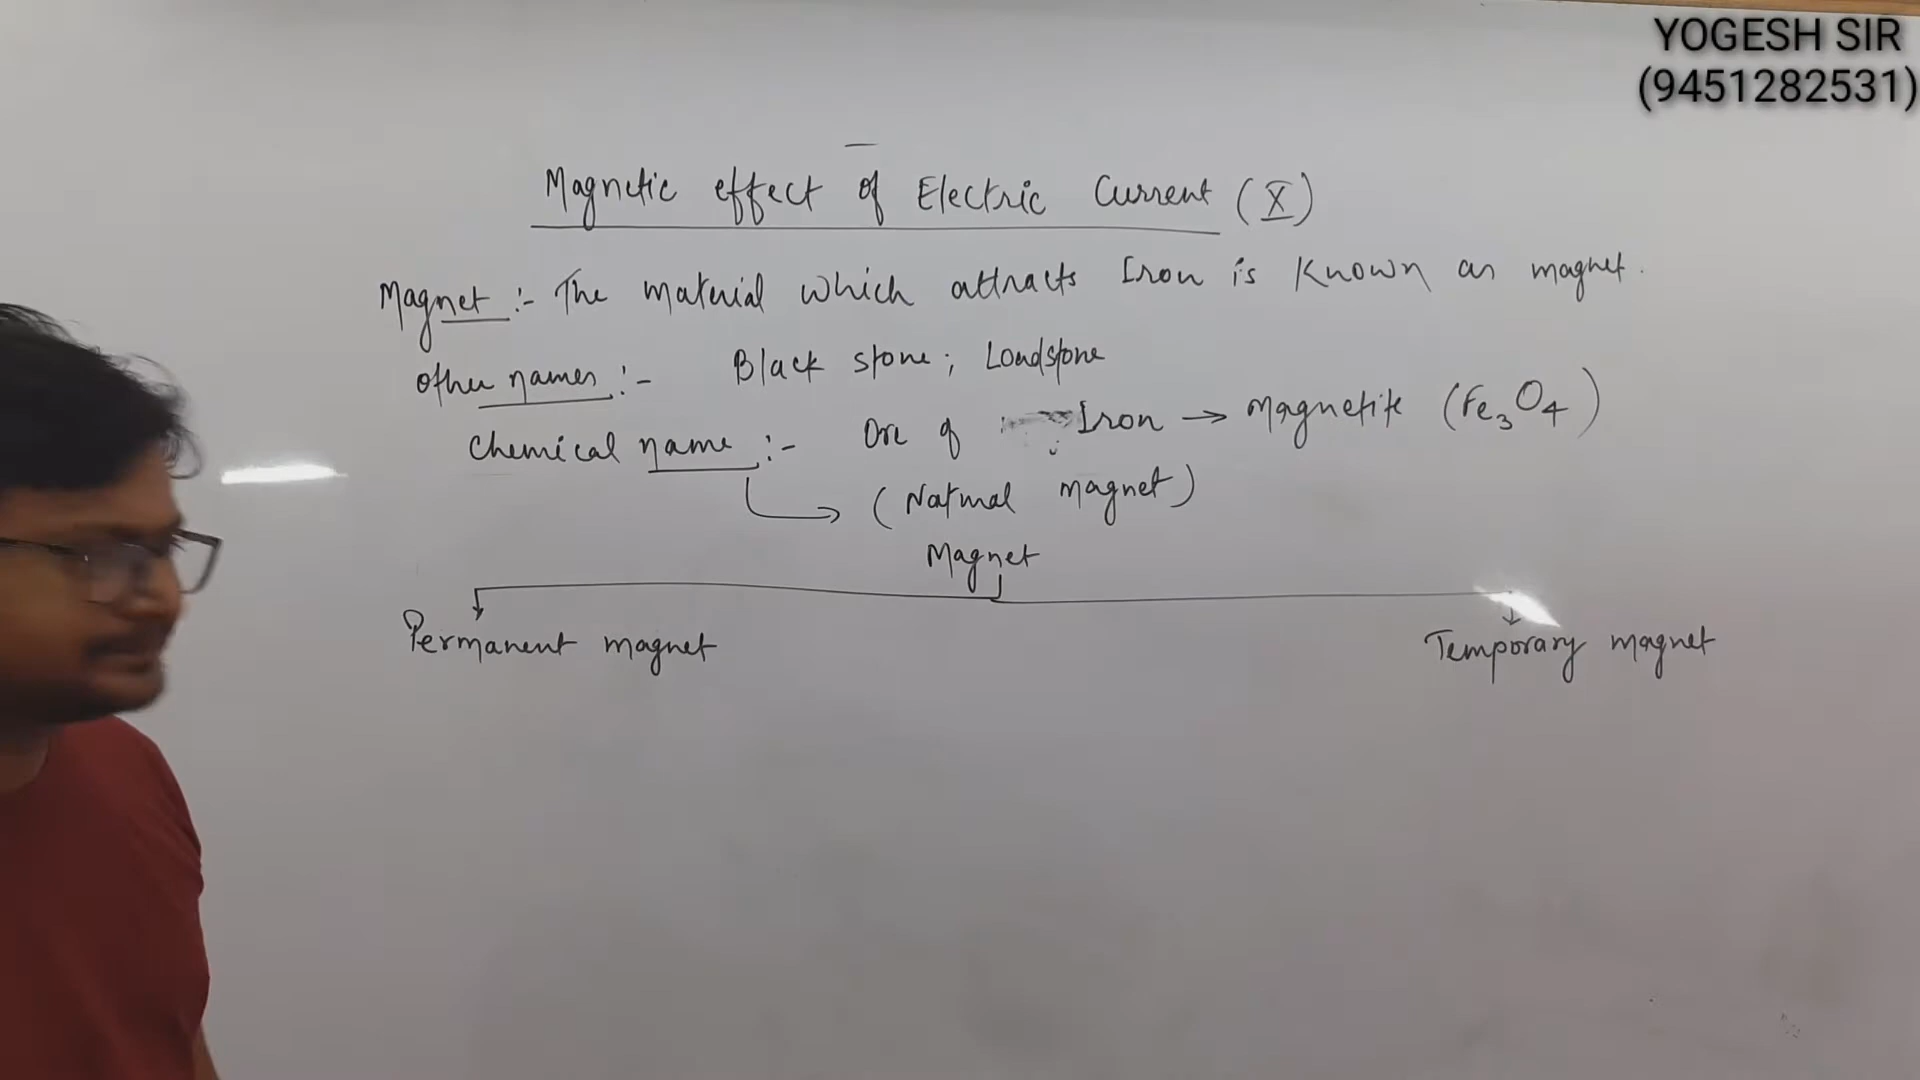 YOGESH SIR
(9451282531)
Magnetic effect of Electric Current (X)
Magnet :- The material which attracts Iron is Known as magnet.
other names :- Black stone ; Loadstone
Chemical name :- Ore of Iron → Magnetite (Fe3O4)
(Natural magnet)
Magnet
Permanent magnet Temporary magnet